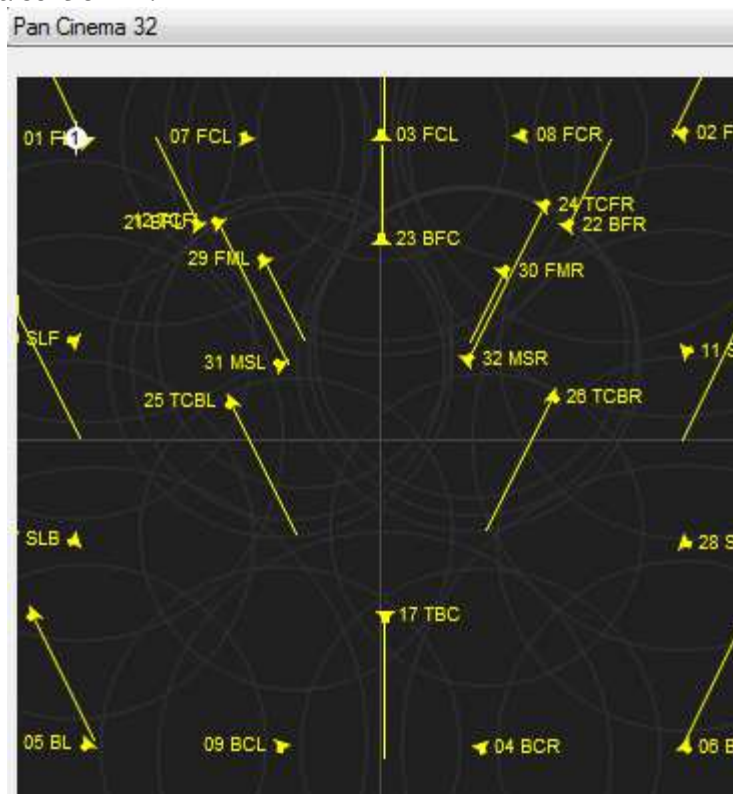 Pan Cinema 32
01 F
1
07 FCL
03 FCL
08 FCR
02 F
24 TCFR
22 BFR
23 BFC
29 FML
30 FMR
SLF
31 MSL
32 MSR
11 S
25 TCBL
26 TCBR
SLB
28 S
17 TBC
05 BL
09 BCL
04 BCR
06 B